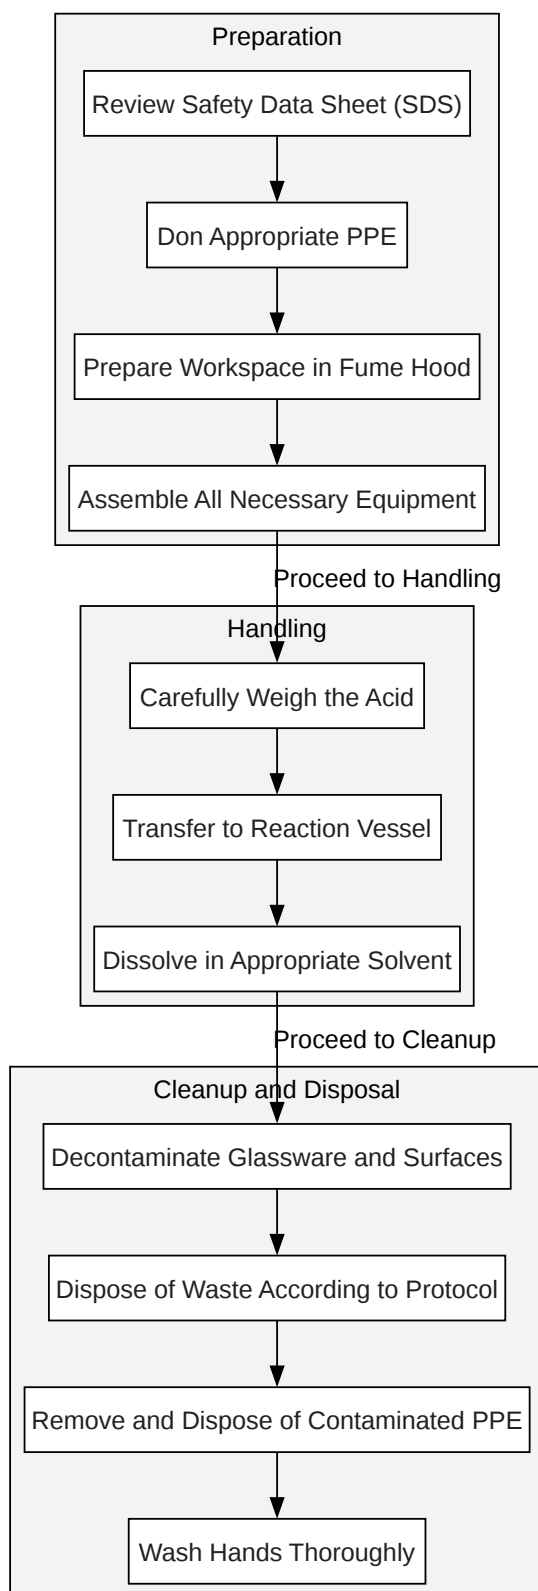 Preparation
Review Safety Data Sheet (SDS)
Don Appropriate PPE
Prepare Workspace in Fume Hood
Assemble All Necessary Equipment
Proceed to Handling
Handling
Carefully Weigh the Acid
Transfer to Reaction Vessel
Dissolve in Appropriate Solvent
Proceed to Cleanup
Cleanup and Disposal
Decontaminate Glassware and Surfaces
Dispose of Waste According to Protocol
Remove and Dispose of Contaminated PPE
Wash Hands Thoroughly